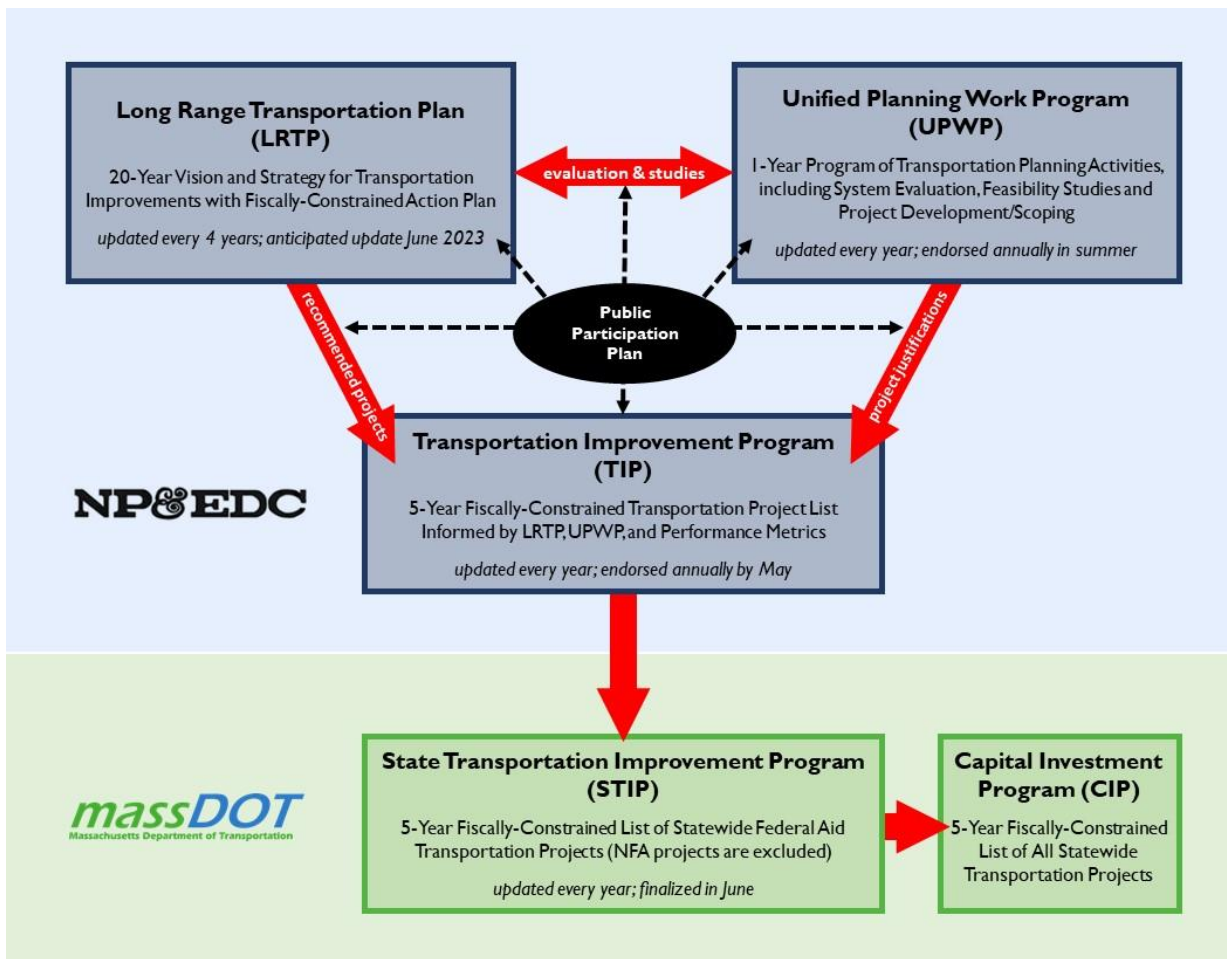 Long Range Transportation Plan
(LRTP)
20-Year Vision and Strategy for Transportation
Improvements with Fiscally-Constrained Action Plan
updated every 4 years; anticipated update June 2023
evaluation & studies
Unified Planning Work Program
(UPWP)
1-Year Program of Transportation Planning Activities,
including System Evaluation, Feasibility Studies and
Project Development/Scoping
updated every year; endorsed annually in summer
recommended projects
Public
Participation
Plan
project justifications
NP&EDC
Transportation Improvement Program
(TIP)
5-Year Fiscally-Constrained Transportation Project List
Informed by LRTP, UPWP, and Performance Metrics
updated every year; endorsed annually by May
massDOT
Massachusetts Department of Transportation
State Transportation Improvement Program
(STIP)
5-Year Fiscally-Constrained List of Statewide Federal Aid
Transportation Projects (NFA projects are excluded)
updated every year; finalized in June
Capital Investment
Program (CIP)
5-Year Fiscally-Constrained
List of All Statewide
Transportation Projects